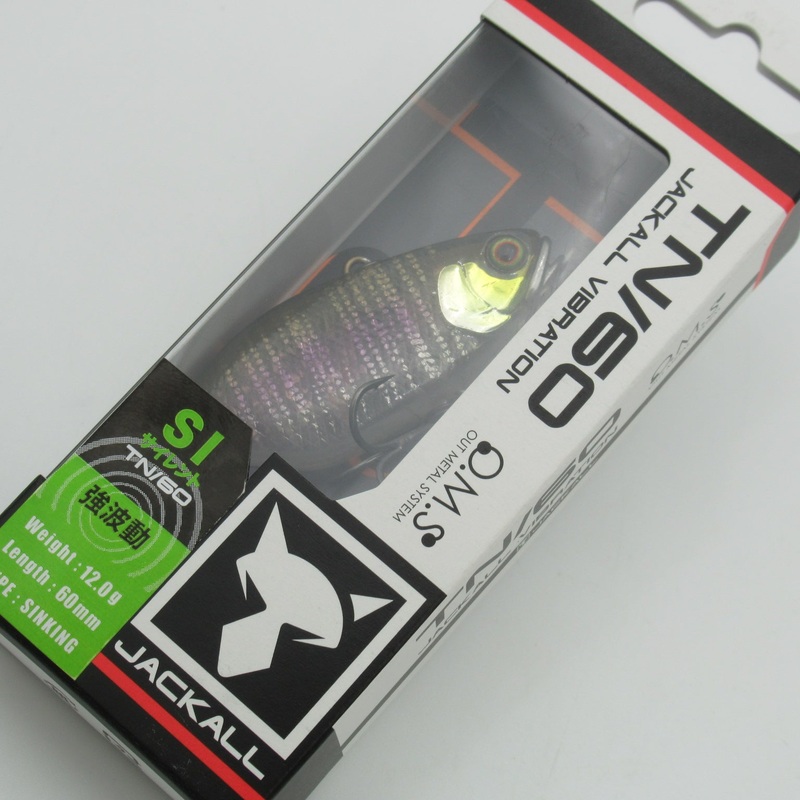 TN/60
JACKALL VIBRATION
O.M.S
OUT METAL SYSTEM
SI
サイレント
TN/60
強波動
Weight : 12.0g
Length : 60mm
PE : SINKING
JACKALL